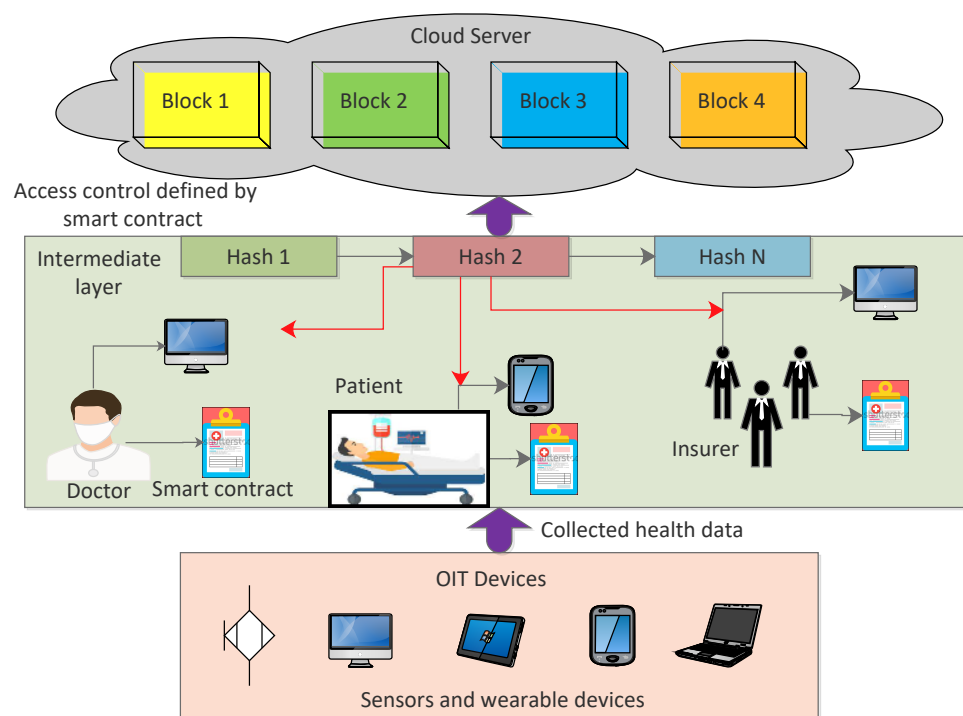 Cloud Server
Block 1
Block 2
Block 3
Block 4
Access control defined by
smart contract
Intermediate
layer
Hash 1
Hash 2
Hash N
Patient
Insurer
Doctor
Smart contract
Collected health data
OIT Devices
Sensors and wearable devices